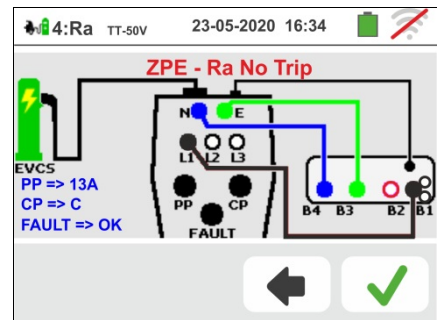 4:Ra TT-50V 23-05-2020 16:34
ZPE - Ra No Trip
N E
L1 L2 L3
EVCS
PP => 13A
CP => C
FAULT => OK
PP CP
FAULT
B4 B3 B2 B1